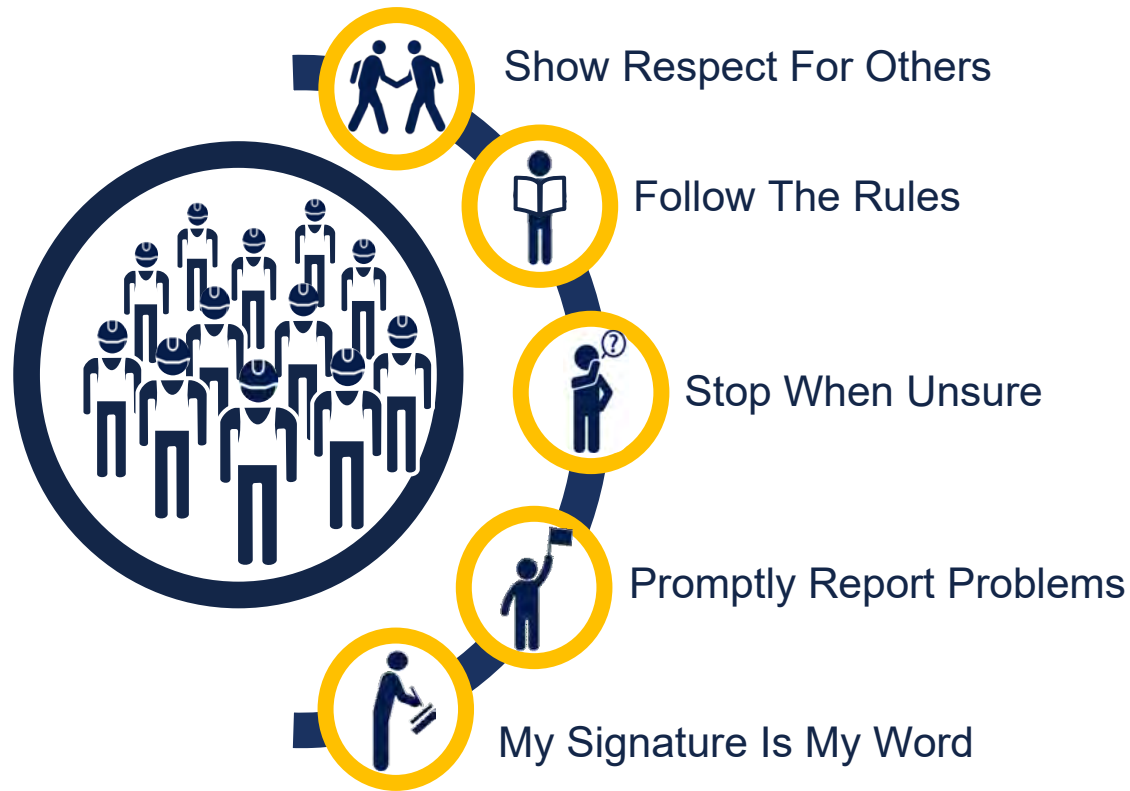 Show Respect For Others
Follow The Rules
?
Stop When Unsure
Promptly Report Problems
My Signature Is My Word